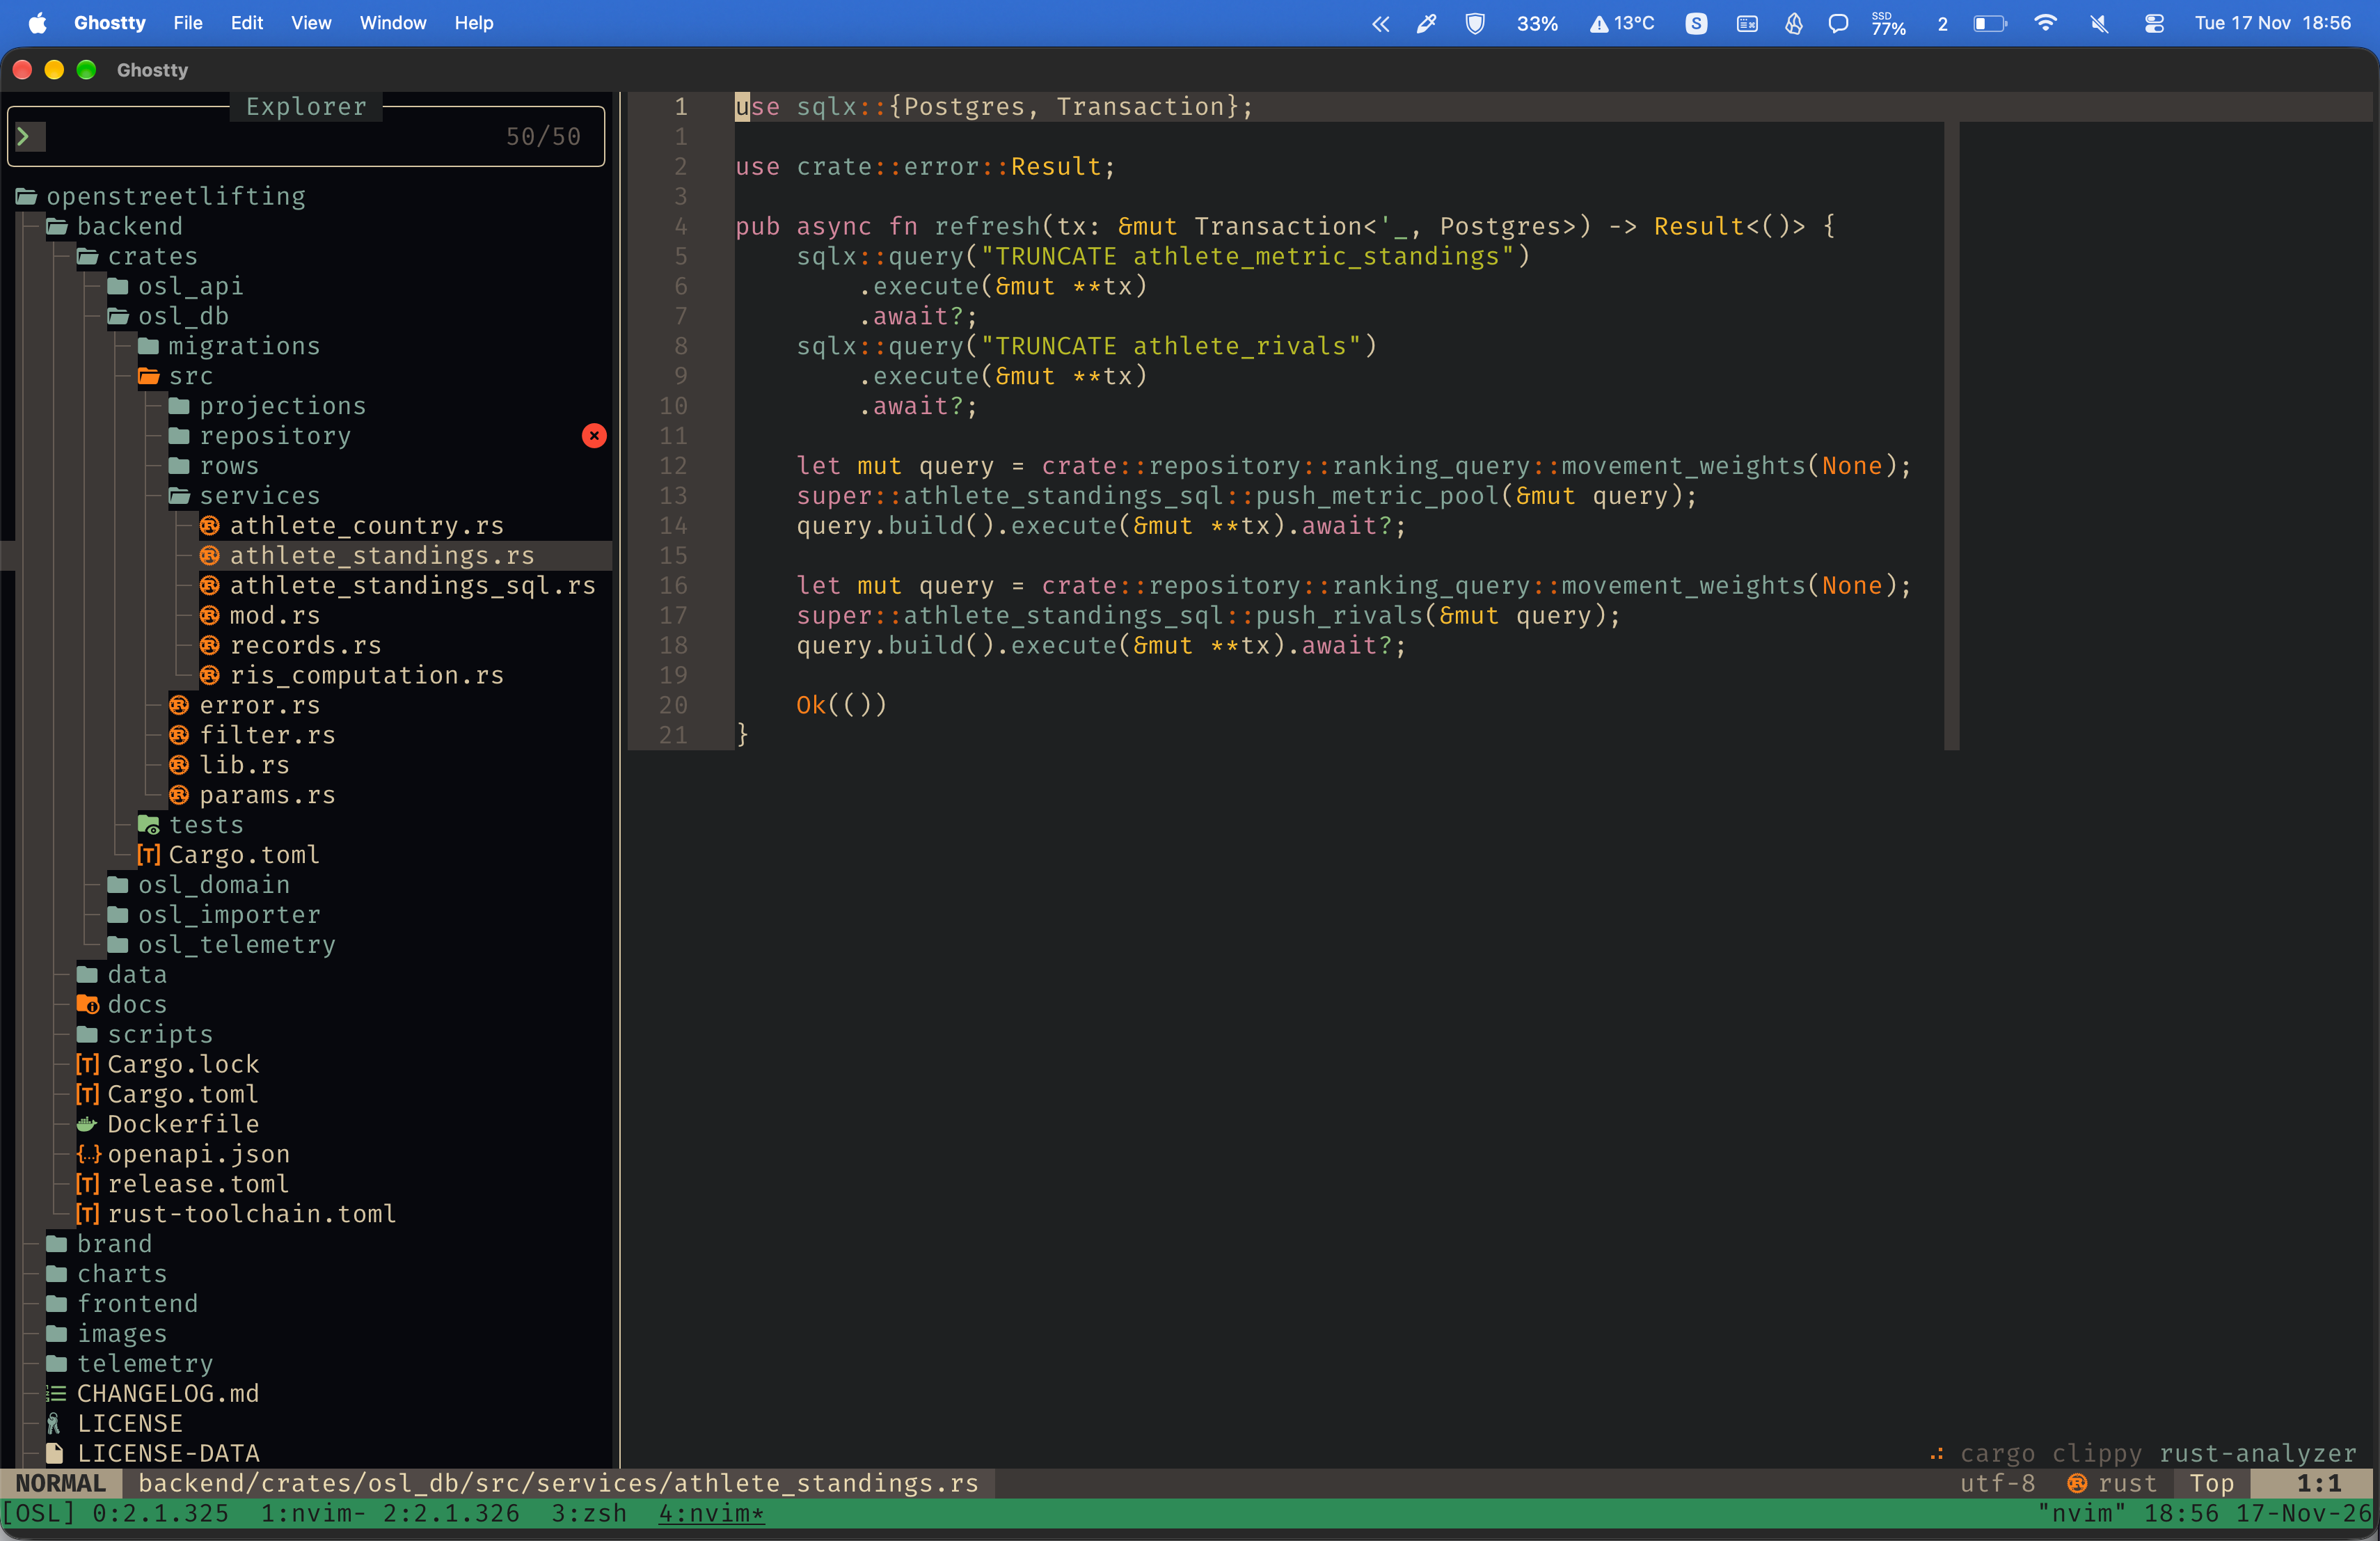 Ghostty File Edit View Window Help 33% 13°C S SSD 77% 2 Tue 17 Nov 18:56
Ghostty
Explorer
50/50
openstreetlifting
backend
crates
osl_api
osl_db
migrations
src
projections
repository
rows
services
athlete_country.rs
athlete_standings.rs
athlete_standings_sql.rs
mod.rs
records.rs
ris_computation.rs
error.rs
filter.rs
lib.rs
params.rs
tests
[T] Cargo.toml
osl_domain
osl_importer
osl_telemetry
data
docs
scripts
[T] Cargo.lock
[T] Cargo.toml
Dockerfile
{..} openapi.json
[T] release.toml
[T] rust-toolchain.toml
brand
charts
frontend
images
telemetry
CHANGELOG.md
LICENSE
LICENSE-DATA
1 use sqlx::{Postgres, Transaction};
1
2 use crate::error::Result;
3
4 pub async fn refresh(tx: &mut Transaction<'_, Postgres>) -> Result<()> {
5     sqlx::query("TRUNCATE athlete_metric_standings")
6         .execute(&mut **tx)
7         .await?;
8     sqlx::query("TRUNCATE athlete_rivals")
9         .execute(&mut **tx)
10         .await?;
11
12     let mut query = crate::repository::ranking_query::movement_weights(None);
13     super::athlete_standings_sql::push_metric_pool(&mut query);
14     query.build().execute(&mut **tx).await?;
15
16     let mut query = crate::repository::ranking_query::movement_weights(None);
17     super::athlete_standings_sql::push_rivals(&mut query);
18     query.build().execute(&mut **tx).await?;
19
20     Ok(())
21 }
cargo clippy rust-analyzer
NORMAL backend/crates/osl_db/src/services/athlete_standings.rs utf-8 rust Top 1:1
[OSL] 0:2.1.325 1:nvim- 2:2.1.326 3:zsh 4:nvim* "nvim" 18:56 17-Nov-26